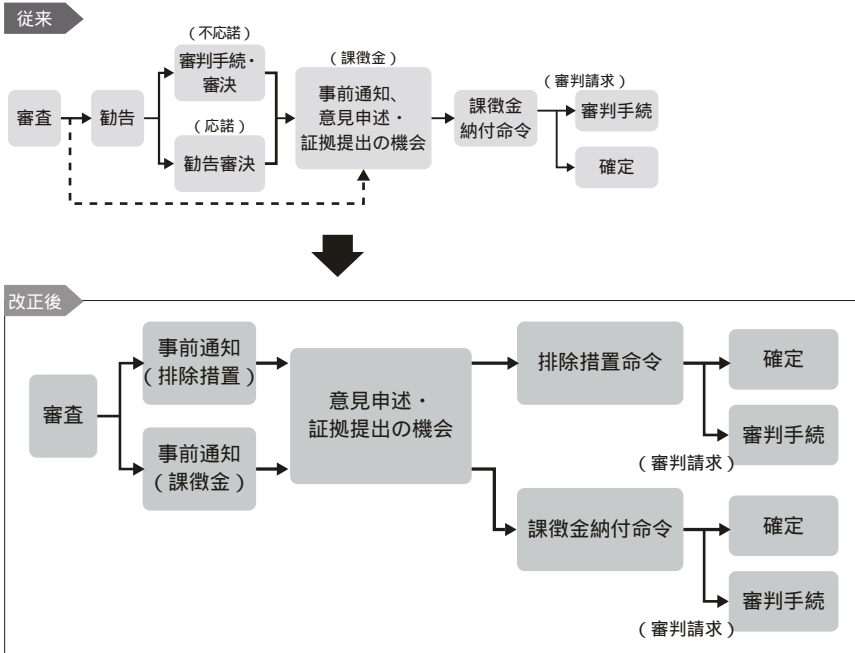 従来
審査
勧告
(不応諾)
審判手続・
審決
(応諾)
勧告審決
(課徴金)
事前通知、
意見申述・
証拠提出の機会
課徴金
納付命令
(審判請求)
審判手続
確定
改正後
審査
事前通知
(排除措置)
事前通知
(課徴金)
意見申述・
証拠提出の機会
排除措置命令
確定
審判手続
(審判請求)
課徴金納付命令
確定
審判手続
(審判請求)